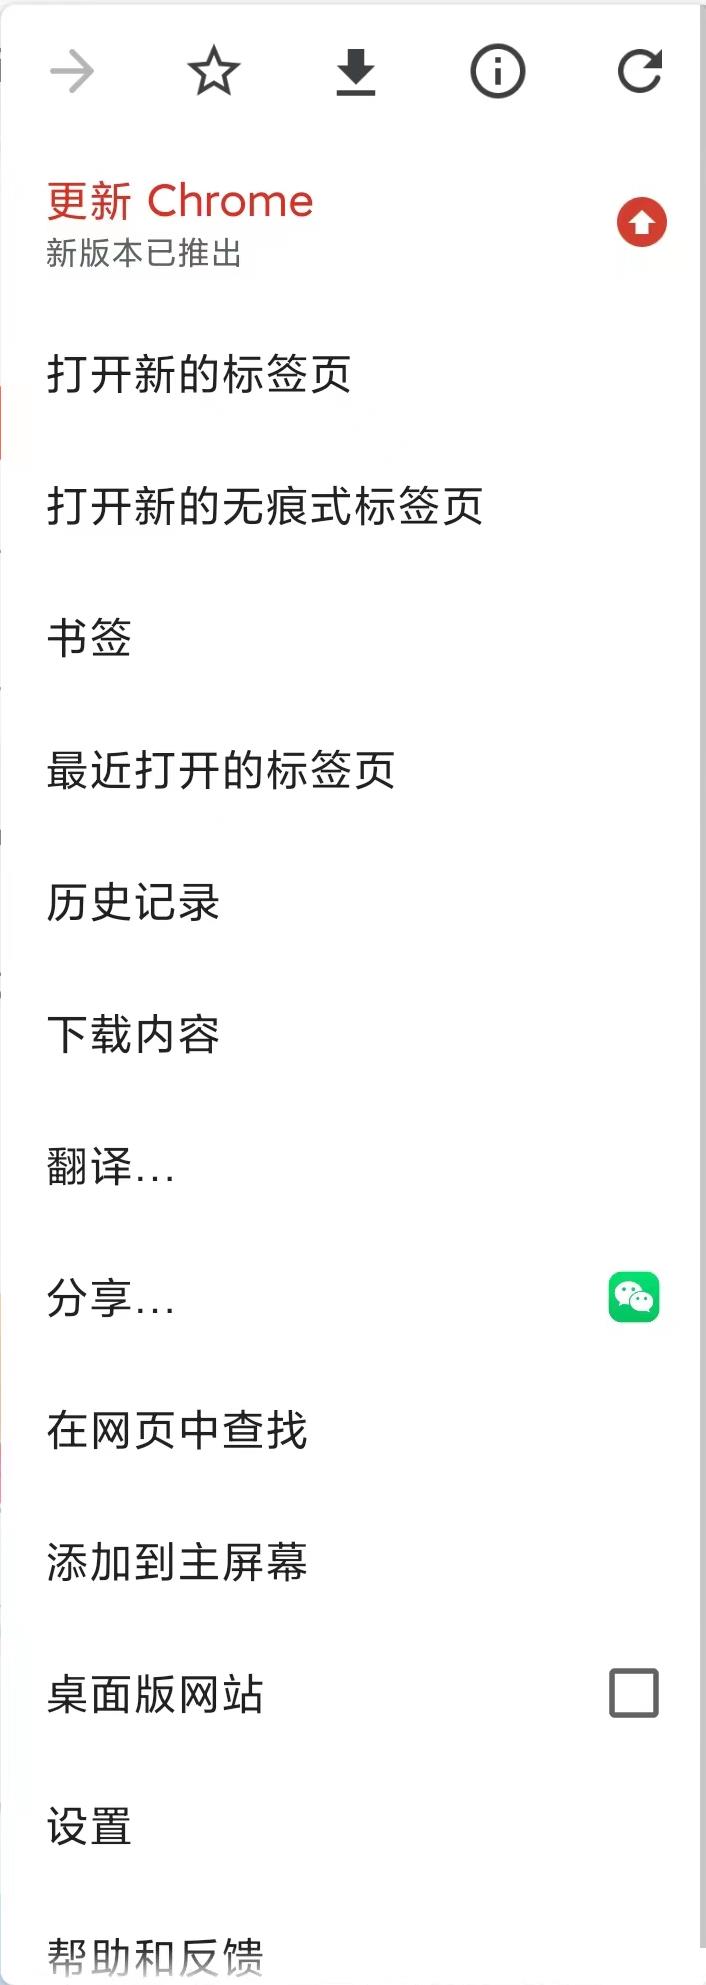 更新 Chrome
新版本已推出
打开新的标签页
打开新的无痕式标签页
书签
最近打开的标签页
历史记录
下载内容
翻译...
分享...
在网页中查找
添加到主屏幕
桌面版网站
设置
帮助和反馈